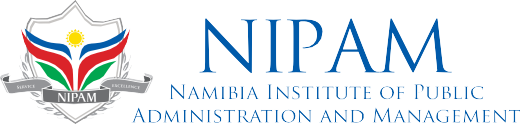 SERVICE
EXCELLENCE
NIPAM
NIPAM
NAMIBIA INSTITUTE OF PUBLIC
ADMINISTRATION AND MANAGEMENT